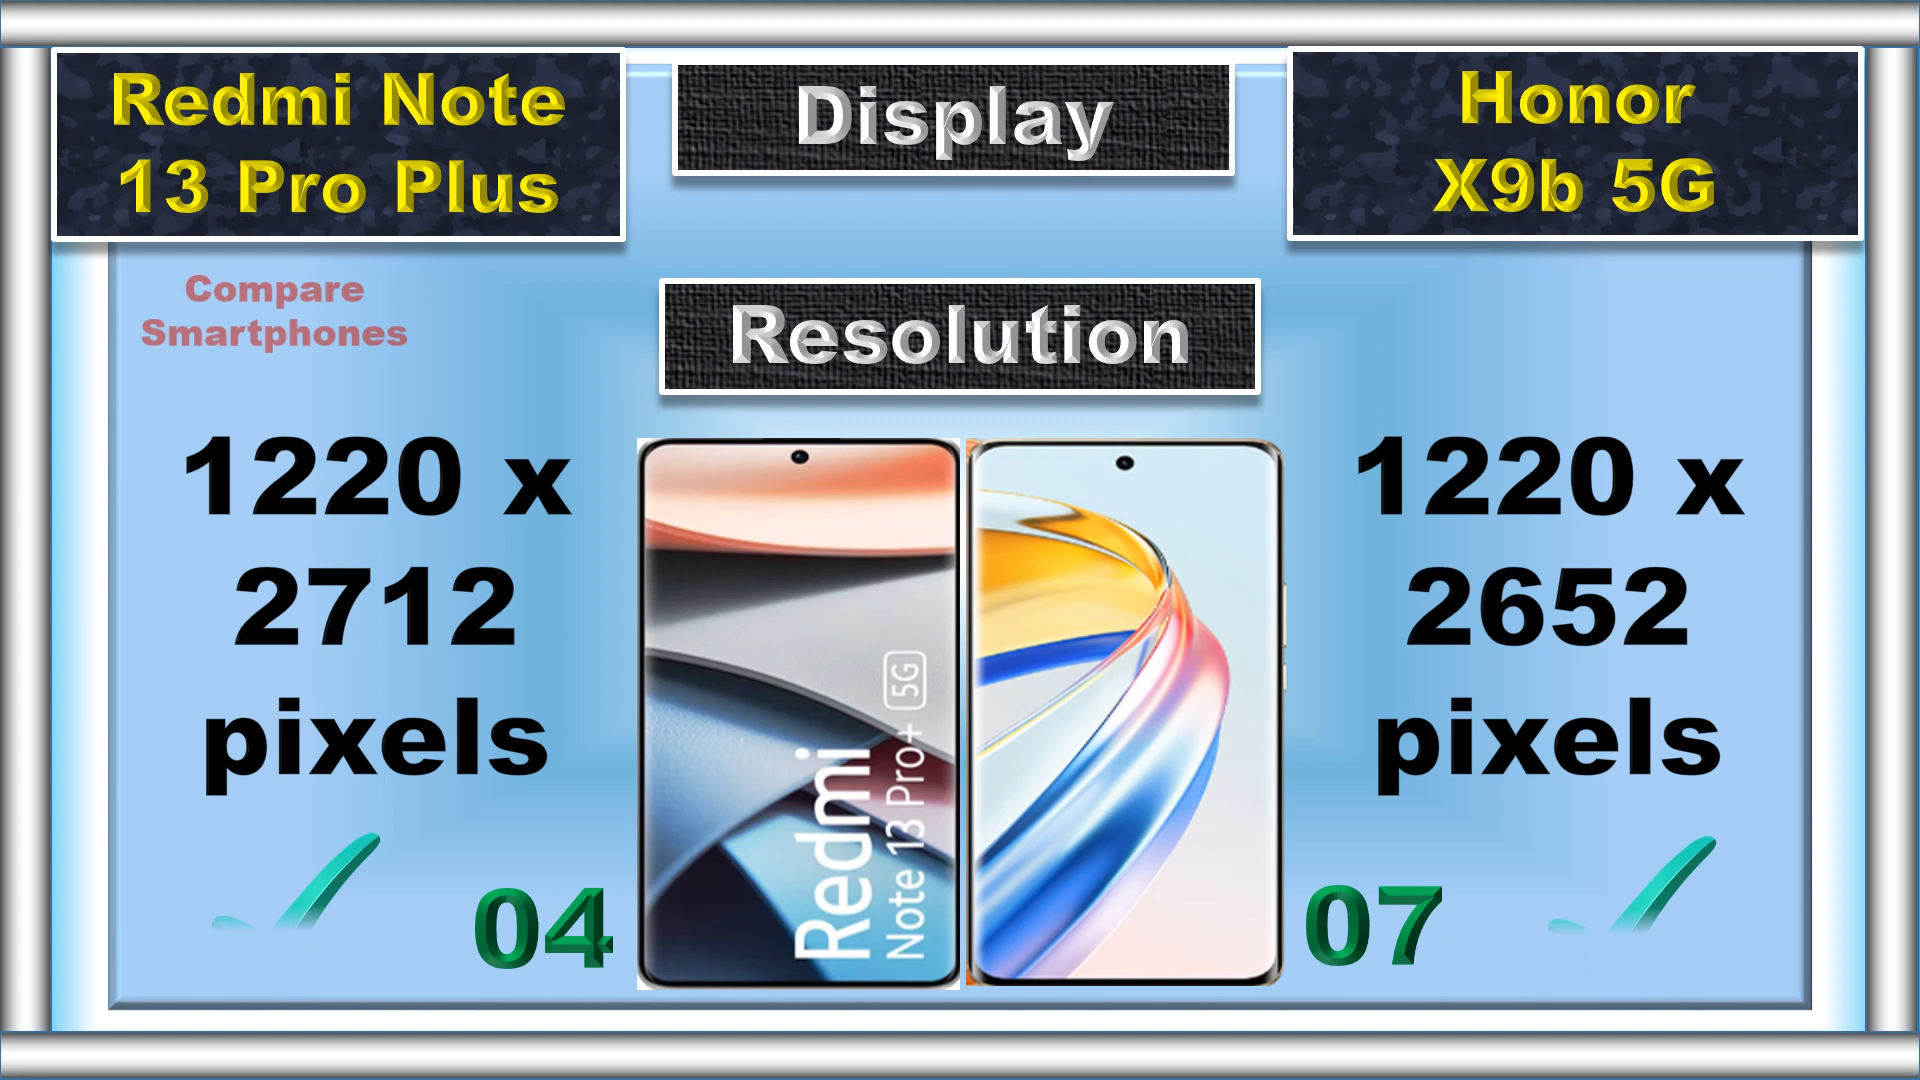 Redmi Note
13 Pro Plus
Display
Honor
X9b 5G
Compare
Smartphones
Resolution
1220 x
2712
pixels
1220 x
2652
pixels
Redmi
Note 13 Pro+ 5G
04
07